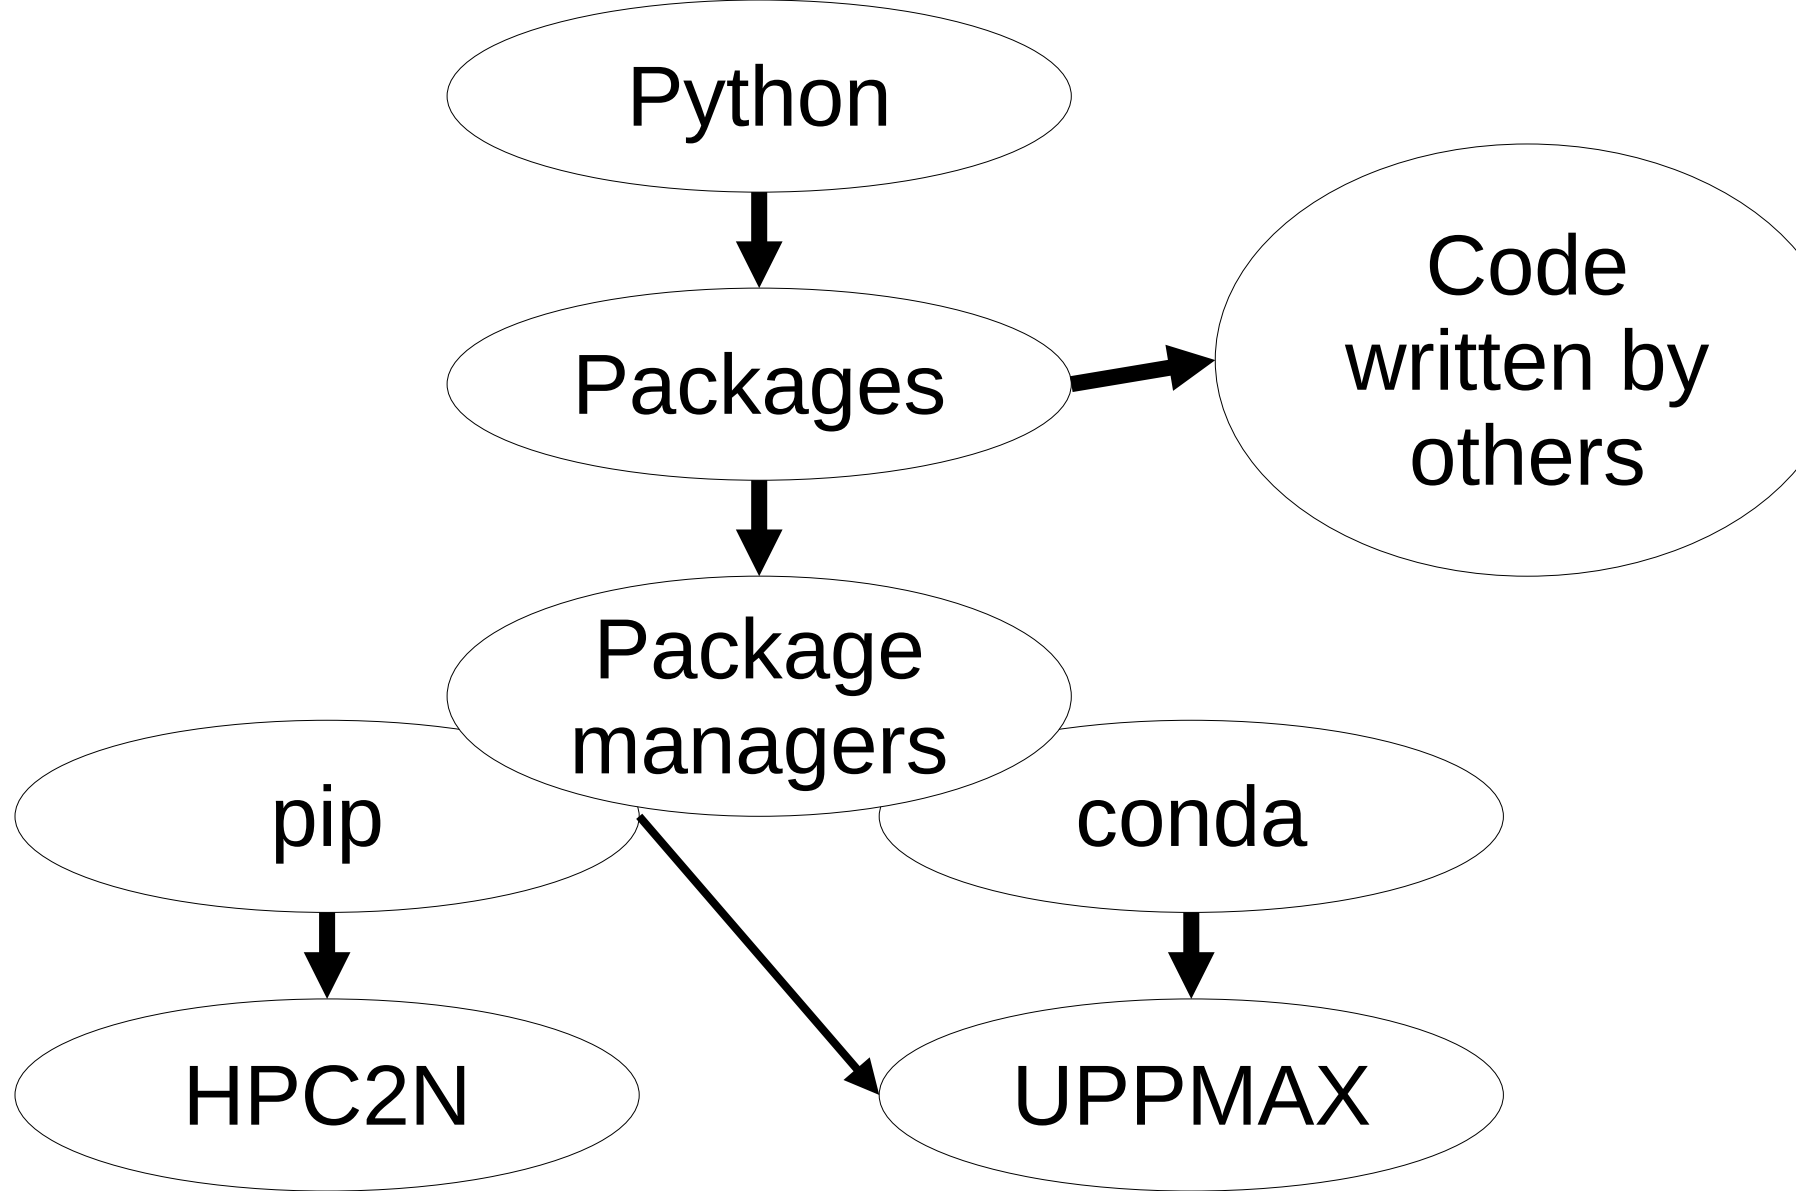 Python
Code
written by
others
Packages
Package
managers
pip
conda
HPC2N
UPPMAX